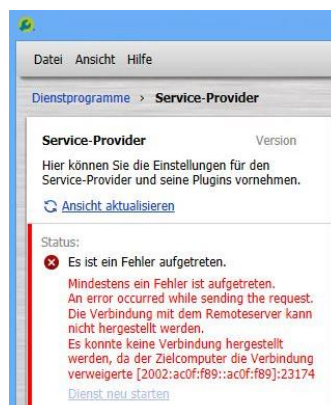 Datei Ansicht Hilfe
Dienstprogramme › Service-Provider
Service-Provider Version
Hier können Sie die Einstellungen für den
Service-Provider und seine Plugins vornehmen.
Ansicht aktualisieren
Status:
Es ist ein Fehler aufgetreten.
Mindestens ein Fehler ist aufgetreten.
An error occurred while sending the request.
Die Verbindung mit dem Remoteserver kann
nicht hergestellt werden.
Es konnte keine Verbindung hergestellt
werden, da der Zielcomputer die Verbindung
verweigerte [2002:ac0f:f89::ac0f:f89]:23174
Dienst neu starten